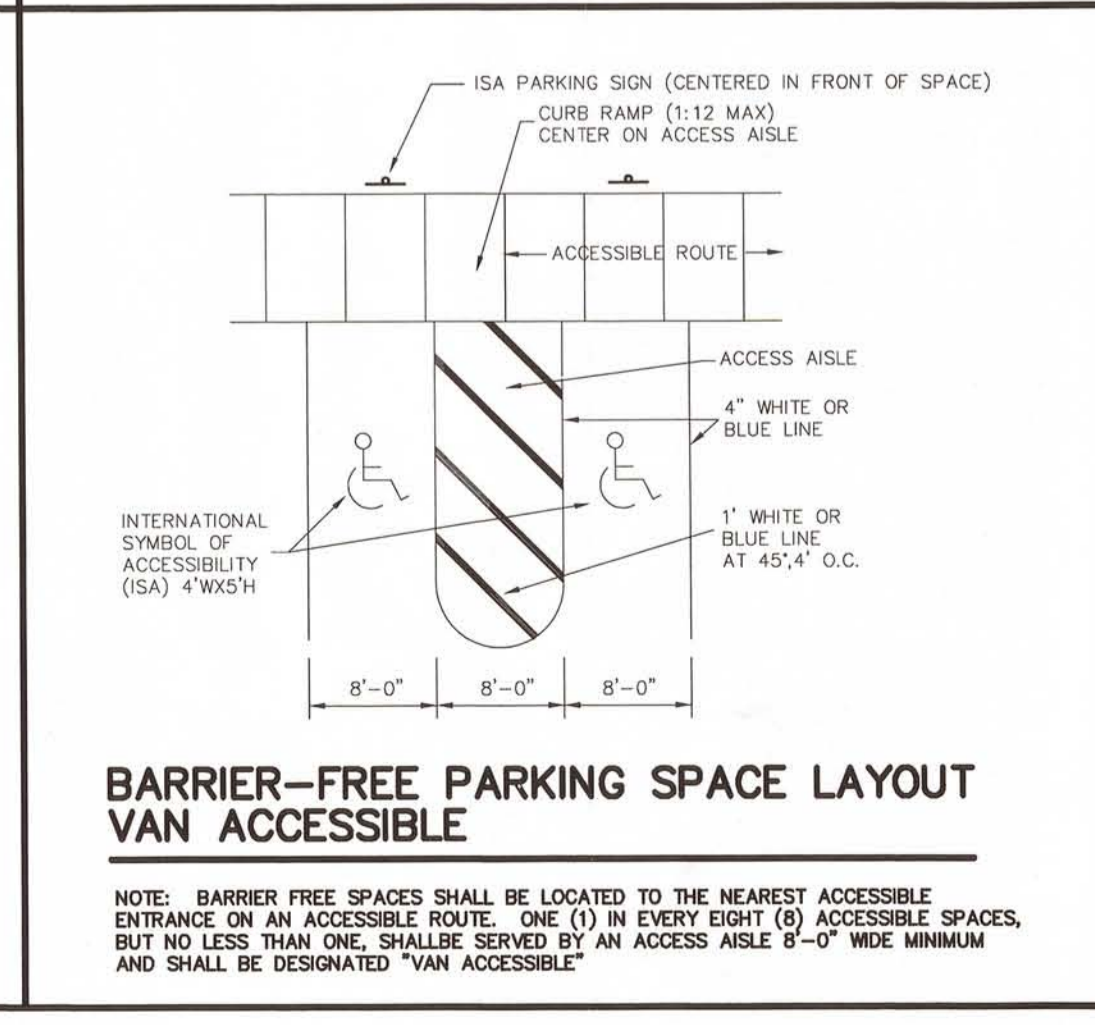 ISA PARKING SIGN (CENTERED IN FRONT OF SPACE)
CURB RAMP (1:12 MAX)
CENTER ON ACCESS AISLE
ACCESSIBLE ROUTE
ACCESS AISLE
4" WHITE OR
BLUE LINE
INTERNATIONAL
SYMBOL OF
ACCESSIBILITY
(ISA) 4'WX5'H
1' WHITE OR
BLUE LINE
AT 45°,4' O.C.
8'-0"
8'-0"
8'-0"
BARRIER-FREE PARKING SPACE LAYOUT
VAN ACCESSIBLE
NOTE: BARRIER FREE SPACES SHALL BE LOCATED TO THE NEAREST ACCESSIBLE
ENTRANCE ON AN ACCESSIBLE ROUTE. ONE (1) IN EVERY EIGHT (8) ACCESSIBLE SPACES,
BUT NO LESS THAN ONE, SHALLBE SERVED BY AN ACCESS AISLE 8'-0" WIDE MINIMUM
AND SHALL BE DESIGNATED "VAN ACCESSIBLE"